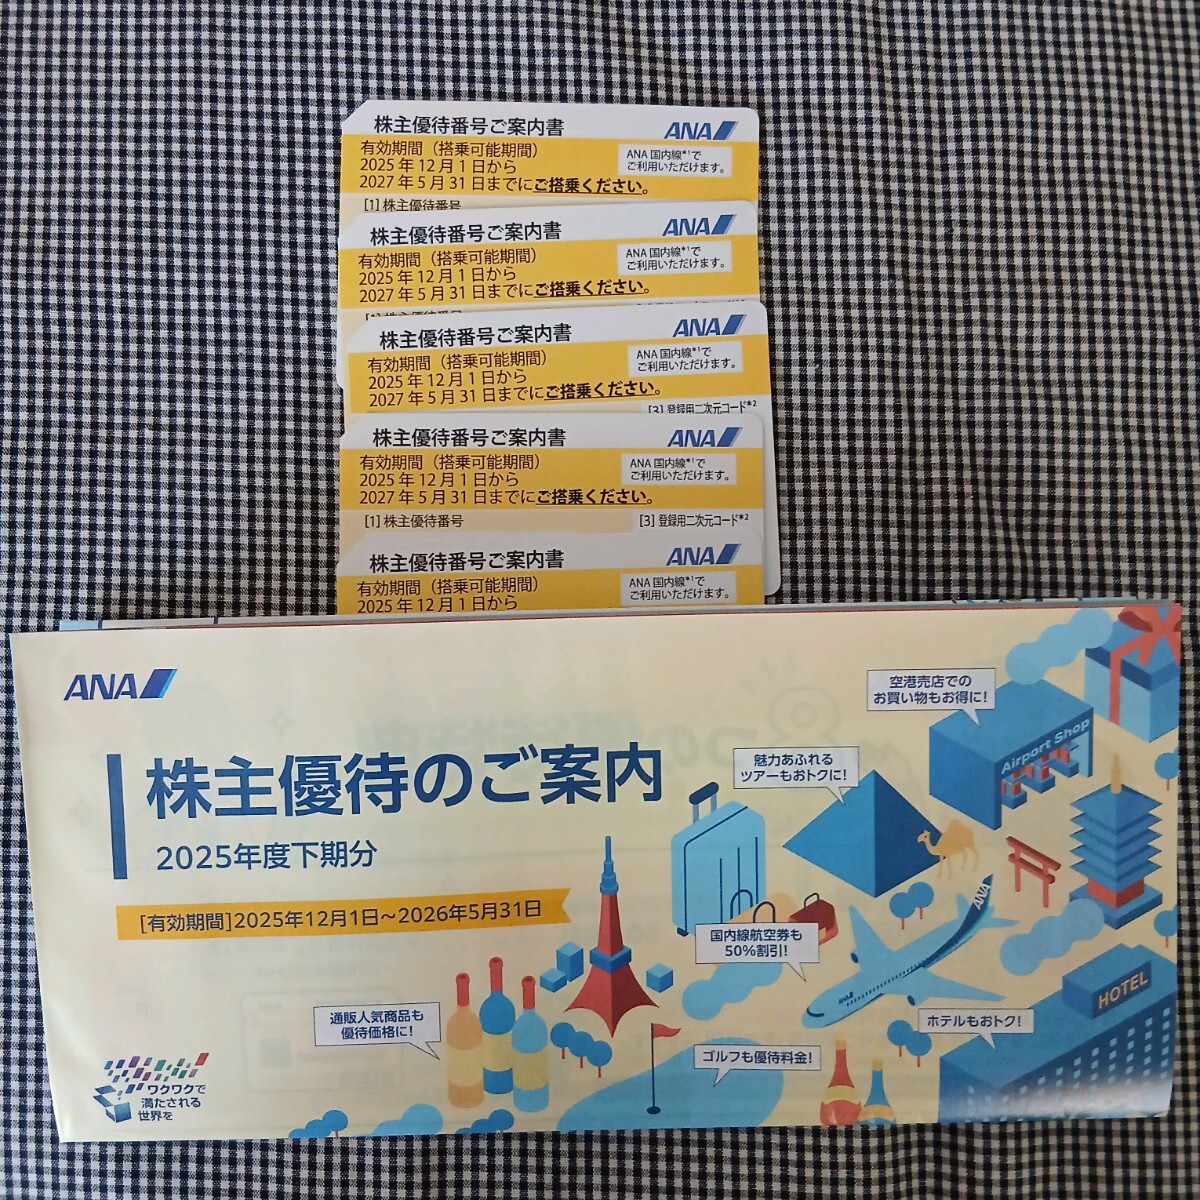 株主優待番号ご案内書
ANA
有効期間（搭乗可能期間）
2025年12月1日から
2027年5月31日までにご搭乗ください。
ANA国内線*1で
ご利用いただけます。
[1] 株主優待番号
株主優待番号ご案内書
ANA
有効期間（搭乗可能期間）
2025年12月1日から
2027年5月31日までにご搭乗ください。
ANA国内線*1で
ご利用いただけます。
株主優待番号ご案内書
ANA
有効期間（搭乗可能期間）
2025年12月1日から
2027年5月31日までにご搭乗ください。
ANA国内線*1で
ご利用いただけます。
[3] 登録用二次元コード*2
株主優待番号ご案内書
ANA
有効期間（搭乗可能期間）
2025年12月1日から
2027年5月31日までにご搭乗ください。
ANA国内線*1で
ご利用いただけます。
[1] 株主優待番号
[3] 登録用二次元コード*2
株主優待番号ご案内書
ANA
有効期間（搭乗可能期間）
2025年12月1日から
ANA国内線*1で
ご利用いただけます。
ANA
株主優待のご案内
2025年度下期分
[有効期間]2025年12月1日～2026年5月31日
空港売店での
お買い物もお得に!
Airport Shop
魅力あふれる
ツアーもおトクに!
国内線航空券も
50%割引!
ANA
ANA
HOTEL
ホテルもおトク!
通販人気商品も
優待価格に!
ゴルフも優待料金!
ワクワクで
満たされる
世界を